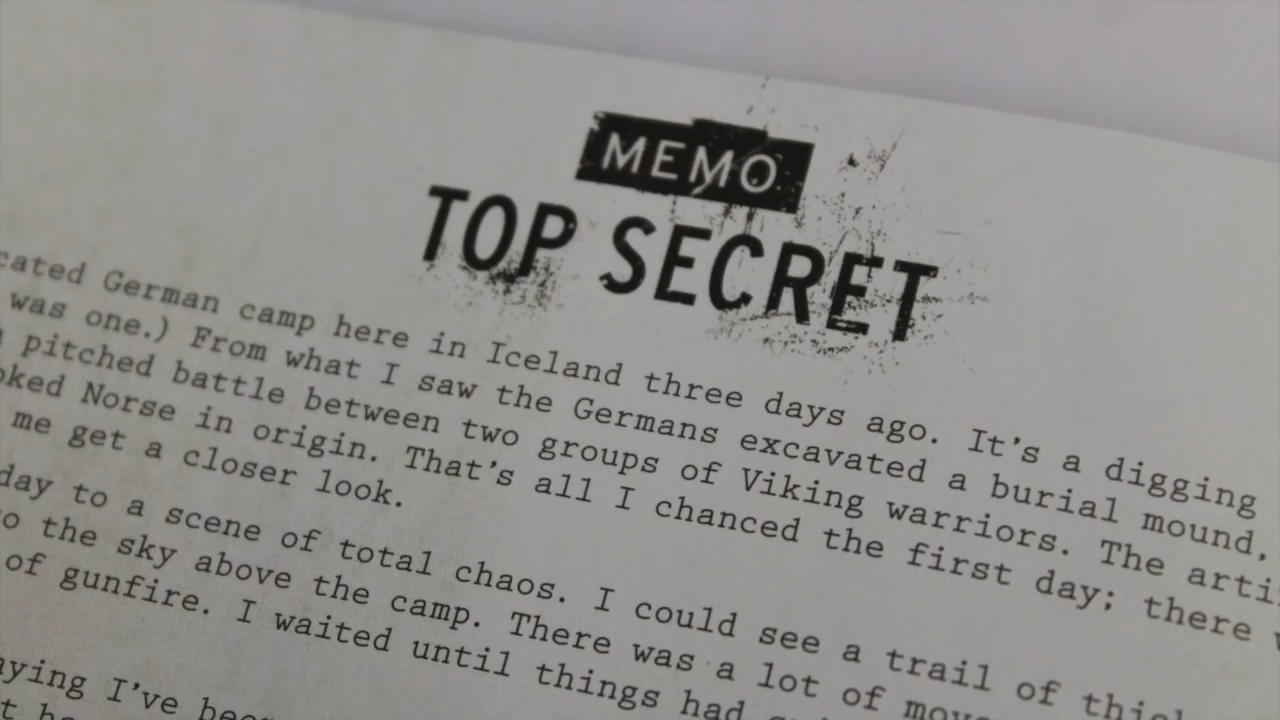 MEMO
TOP SECRET
cated German camp here in Iceland three days ago. It's a digging
was one.) From what I saw the Germans excavated a burial mound,
pitched battle between two groups of Viking warriors. The arti
oked Norse in origin. That's all I chanced the first day; there
me get a closer look.
day to a scene of total chaos. I could see a trail of thick
o the sky above the camp. There was a lot of move
of gunfire. I waited until things had
aying I've been